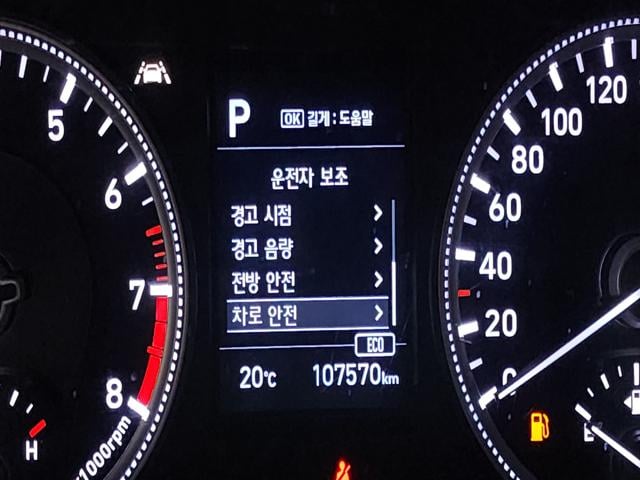 P
OK 길게 : 도움말
운전자 보조
경고 시점
경고 음량
전방 안전
차로 안전
ECO
20℃ 107570km
5
6
7
8
x1000rpm
H
120
100
80
60
40
20
0
E